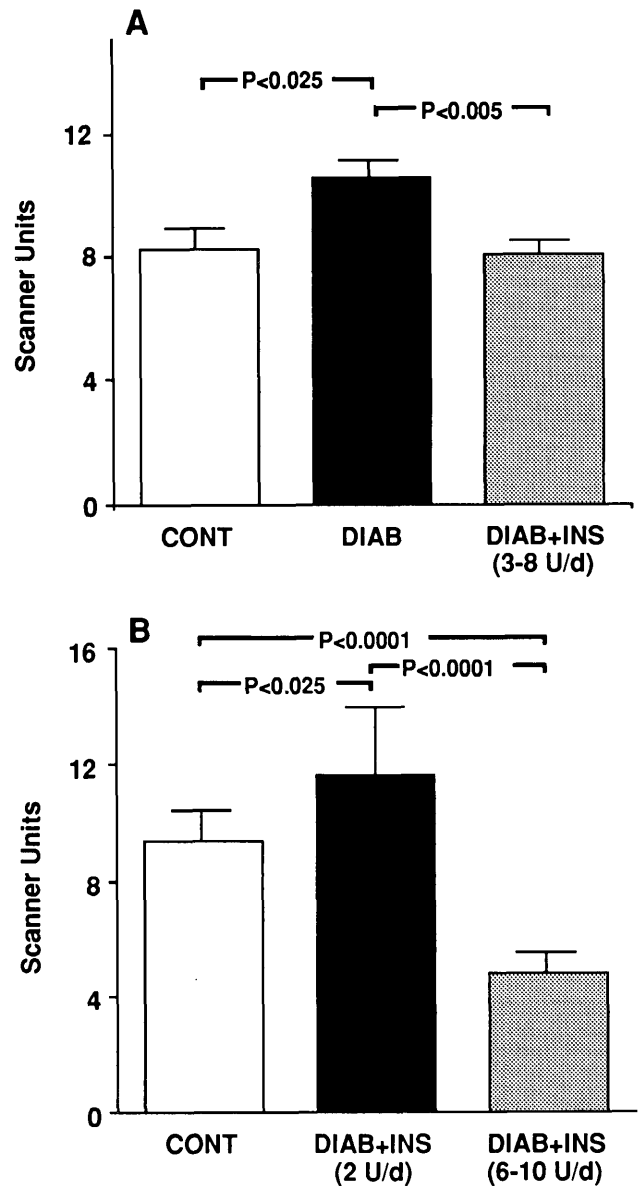 A
P<0.025
P<0.005
12
8
4
0
Scanner Units
CONT
DIAB
DIAB+INS
(3-8 U/d)
B
P<0.0001
P<0.0001
P<0.025
16
12
8
4
0
Scanner Units
CONT
DIAB+INS
(2 U/d)
DIAB+INS
(6-10 U/d)